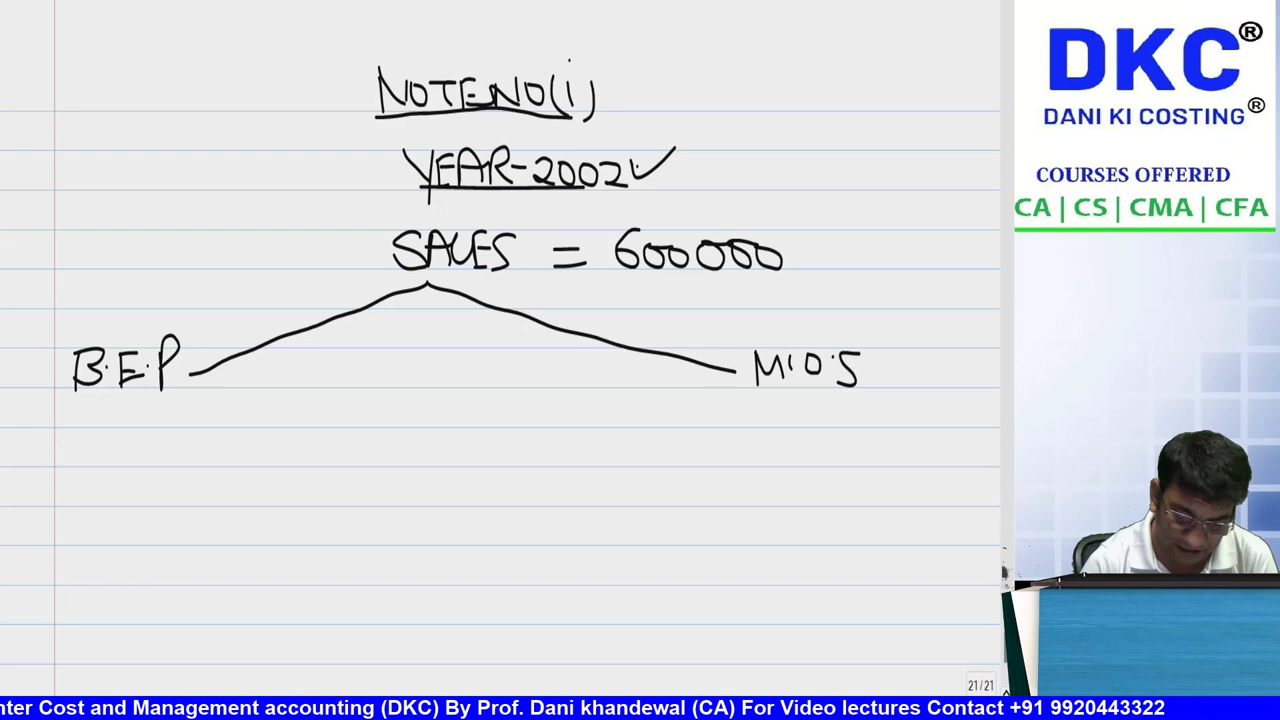 NOTE NO(i)
YEAR-2002
SALES = 600000
B.E.P
M.O.S
21/21
DKC®
DANI KI COSTING®
COURSES OFFERED
CA | CS | CMA | CFA
nter Cost and Management accounting (DKC) By Prof. Dani khandewal (CA) For Video lectures Contact +91 9920443322